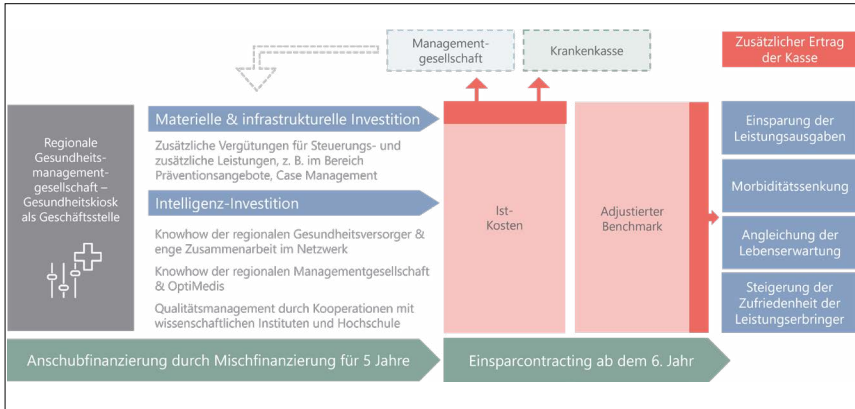 Management-
gesellschaft
Krankenkasse
Zusätzlicher Ertrag
der Kasse
Regionale
Gesundheits-
management-
gesellschaft –
Gesundheitskiosk
als Geschäftsstelle
Materielle & infrastrukturelle Investition
Zusätzliche Vergütungen für Steuerungs- und
zusätzliche Leistungen, z. B. im Bereich
Präventionsangebote, Case Management
Intelligenz-Investition
Knowhow der regionalen Gesundheitsversorger &
enge Zusammenarbeit im Netzwerk
Knowhow der regionalen Managementgesellschaft
& OptiMedis
Qualitätsmanagement durch Kooperationen mit
wissenschaftlichen Instituten und Hochschule
Ist-
Kosten
Adjustierter
Benchmark
Einsparung der
Leistungsausgaben
Morbiditätssenkung
Angleichung der
Lebenserwartung
Steigerung der
Zufriedenheit der
Leistungserbringer
Anschubfinanzierung durch Mischfinanzierung für 5 Jahre
Einsparcontracting ab dem 6. Jahr